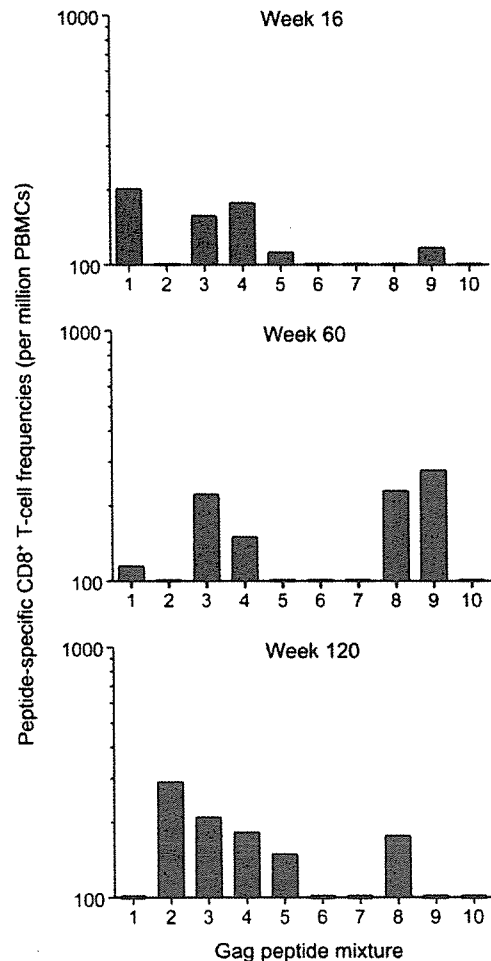 Peptide-specific CD8⁺ T-cell frequencies (per million PBMCs)
Week 16
1000
100
1 2 3 4 5 6 7 8 9 10
Week 60
1000
100
1 2 3 4 5 6 7 8 9 10
Week 120
1000
100
1 2 3 4 5 6 7 8 9 10
Gag peptide mixture